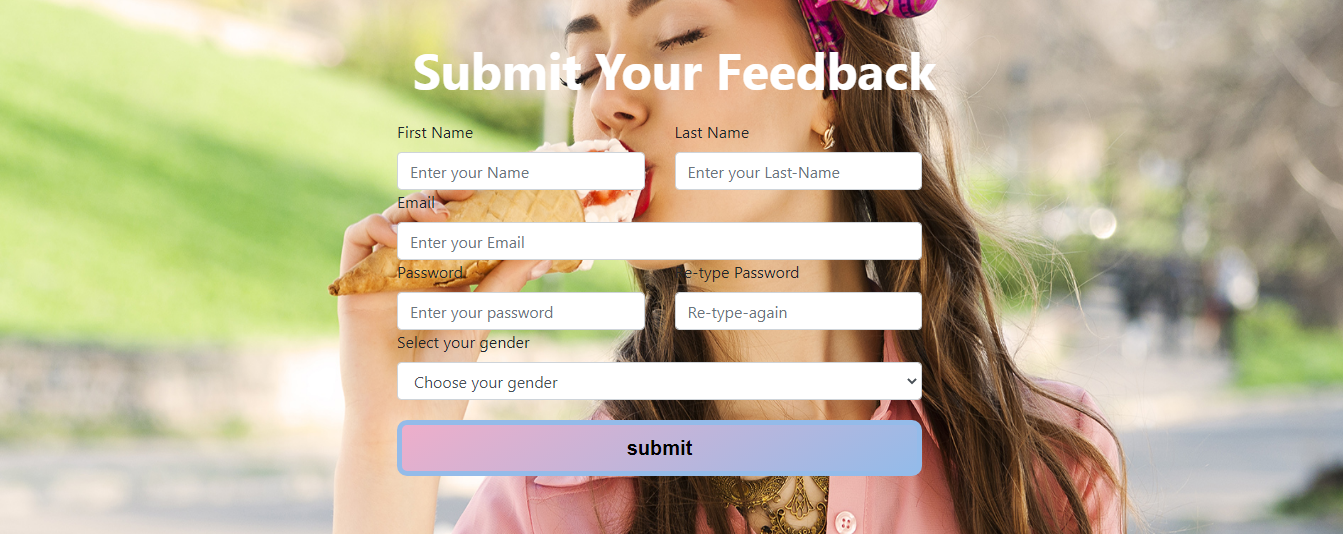 Submit Your Feedback
First Name Last Name
Enter your Name Enter your Last-Name
Email
Enter your Email
Password Re-type Password
Enter your password Re-type-again
Select your gender
Choose your gender
submit